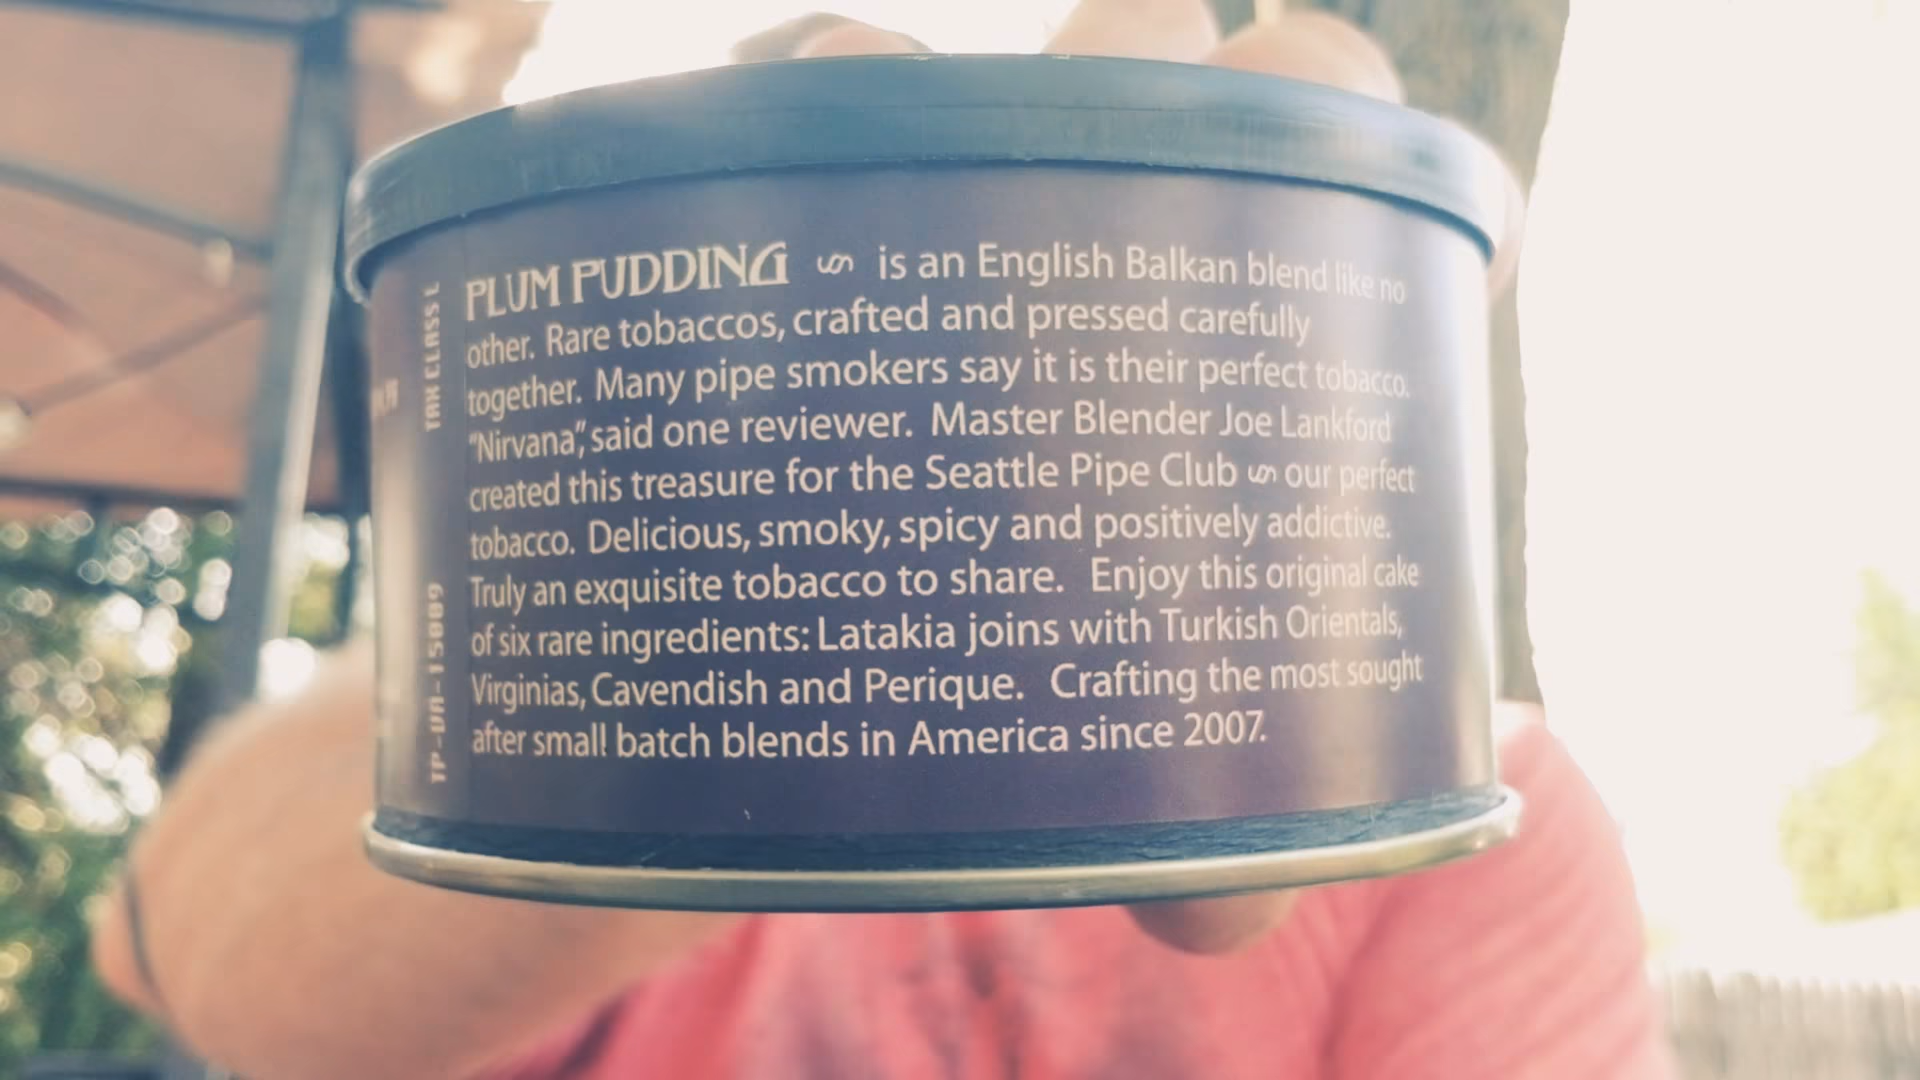 PLUM PUDDING is an English Balkan blend like no
other. Rare tobaccos, crafted and pressed carefully
together. Many pipe smokers say it is their perfect tobacco.
"Nirvana", said one reviewer. Master Blender Joe Lankford
created this treasure for the Seattle Pipe Club our perfect
tobacco. Delicious, smoky, spicy and positively addictive.
Truly an exquisite tobacco to share. Enjoy this original cake
of six rare ingredients: Latakia joins with Turkish Orientals,
Virginias, Cavendish and Perique. Crafting the most sought
after small batch blends in America since 2007.
TP-VA-15089
TAX CLASS L